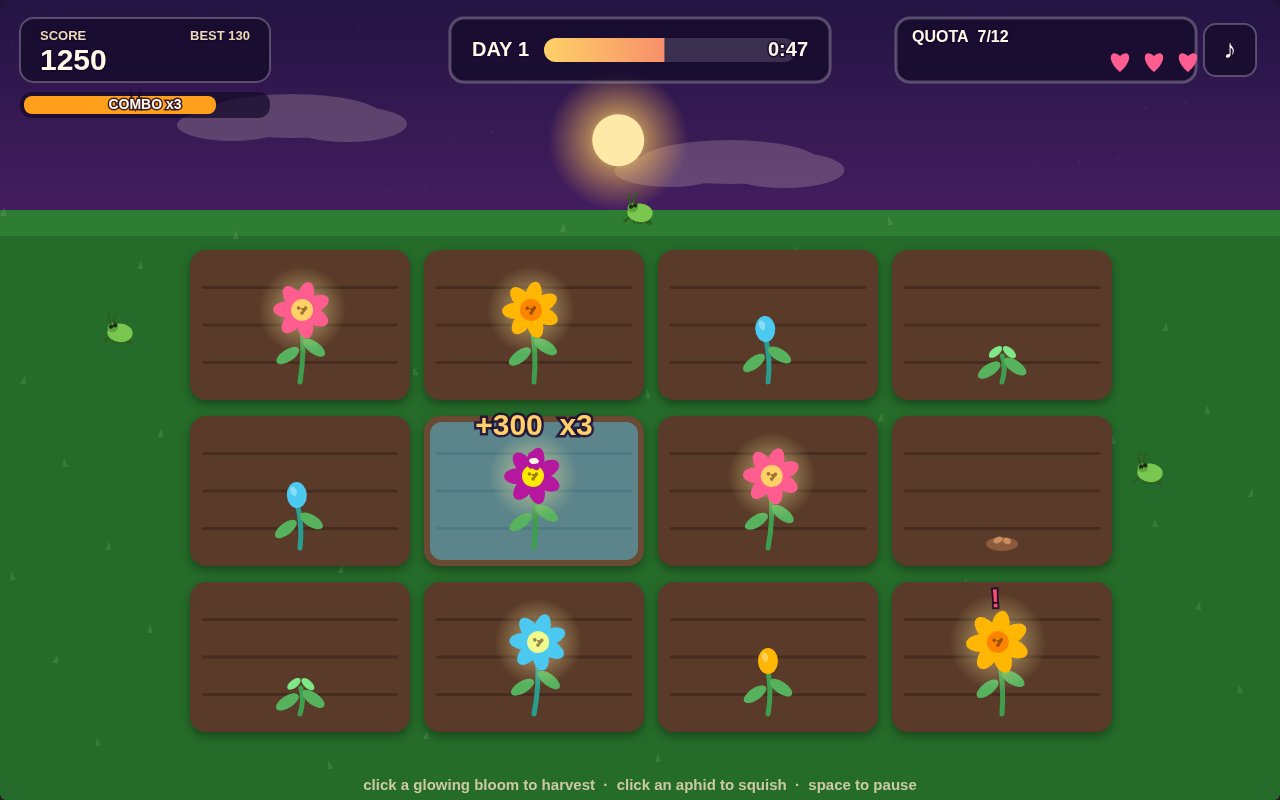 SCORE BEST 130
1250
COMBO x3
DAY 1 0:47
QUOTA 7/12
♪
+300 x3
!
click a glowing bloom to harvest · click an aphid to squish · space to pause